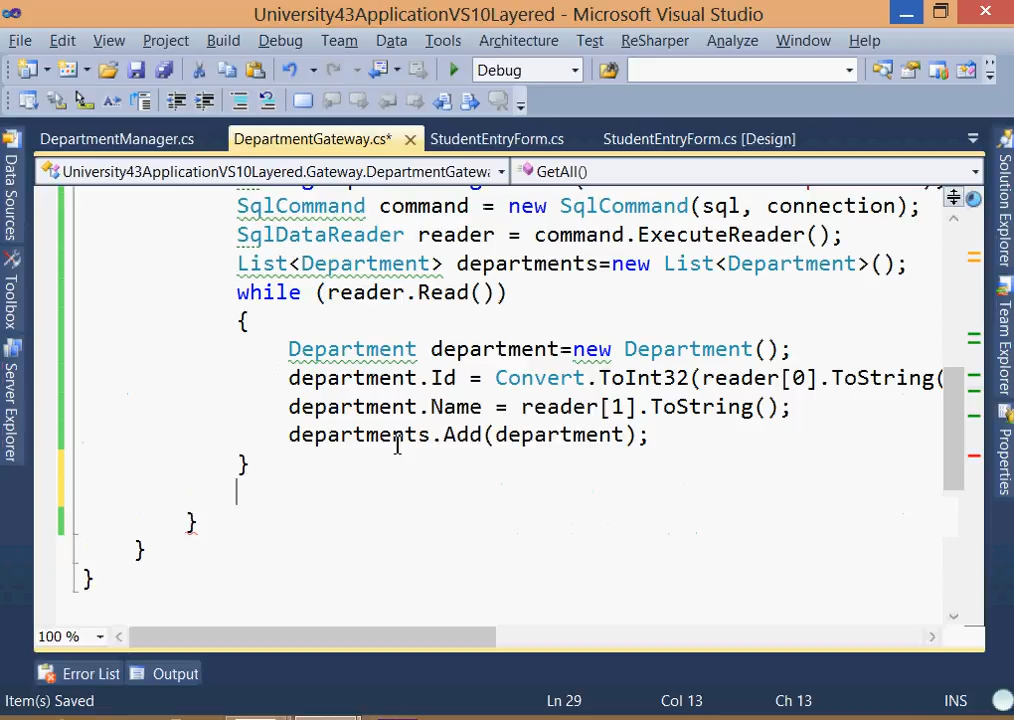 University43ApplicationVS10Layered - Microsoft Visual Studio
File Edit View Project Build Debug Team Data Tools Architecture Test ReSharper Analyze Window Help
Debug
DepartmentManager.cs DepartmentGateway.cs* StudentEntryForm.cs StudentEntryForm.cs [Design]
University43ApplicationVS10Layered.Gateway.DepartmentGatewa GetAll()
SqlCommand command = new SqlCommand(sql, connection);
SqlDataReader reader = command.ExecuteReader();
List<Department> departments=new List<Department>();
while (reader.Read())
{
Department department=new Department();
department.Id = Convert.ToInt32(reader[0].ToString(
department.Name = reader[1].ToString();
departments.Add(department);
}
}
}
}
100 %
Error List Output
Item(s) Saved Ln 29 Col 13 Ch 13 INS
Data Sources
Toolbox
Server Explorer
Solution Explorer
Team Explorer
Properties